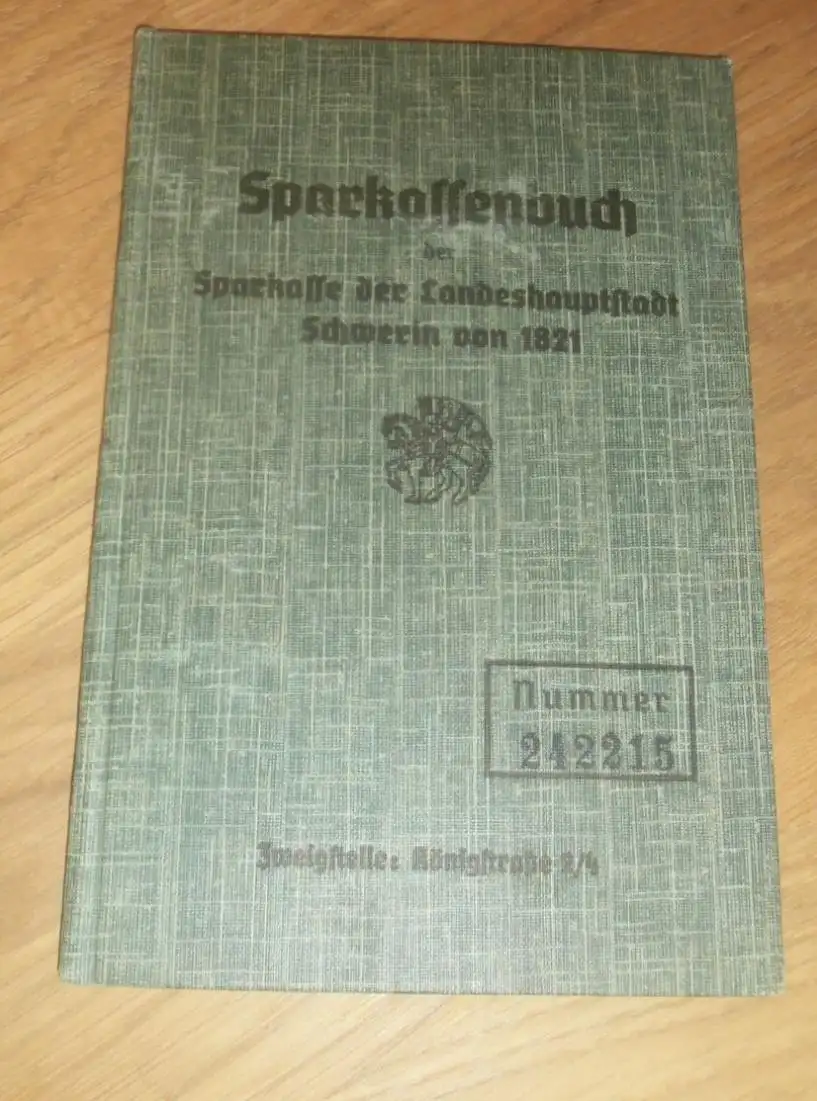 Sparkassenbuch
der
Sparkasse der Landeshauptstadt
Schwerin von 1821
Nummer
242215
Zweigstelle: Königstraße 2/4